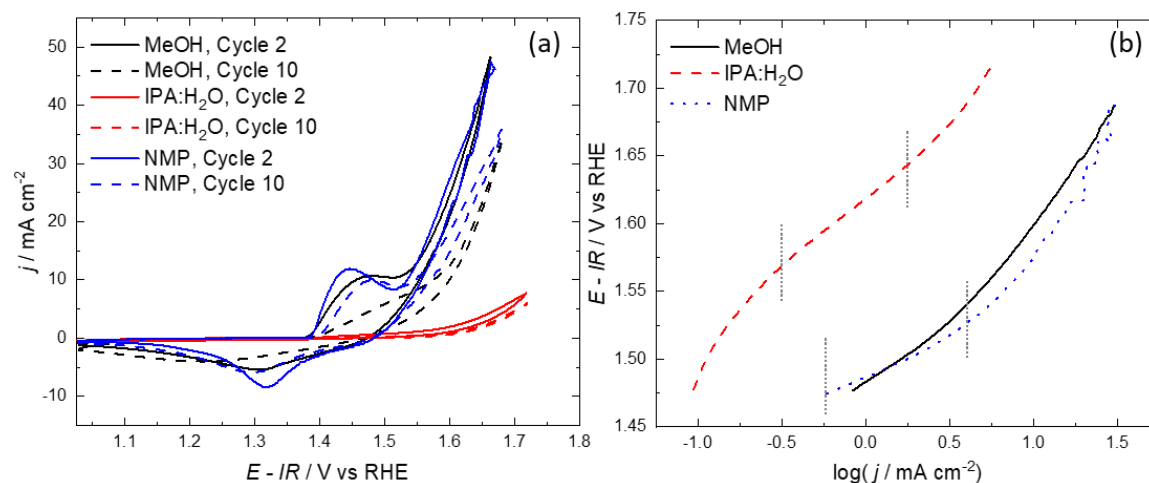 (a)
MeOH, Cycle 2
MeOH, Cycle 10
IPA:H₂O, Cycle 2
IPA:H₂O, Cycle 10
NMP, Cycle 2
NMP, Cycle 10
j / mA cm⁻²
50
40
30
20
10
0
-10
1.1 1.2 1.3 1.4 1.5 1.6 1.7 1.8
E - IR / V vs RHE
(b)
MeOH
IPA:H₂O
NMP
E - IR / V vs RHE
1.75
1.70
1.65
1.60
1.55
1.50
1.45
-1.0 -0.5 0.0 0.5 1.0 1.5
log( j / mA cm⁻²)